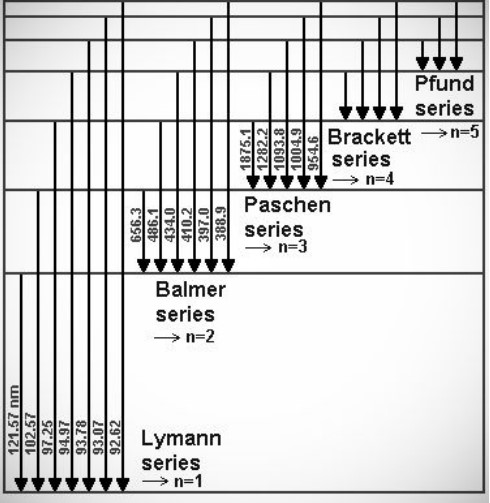 Pfund
series
→n=5
1875.1
1282.2
1093.8
1004.9
954.6
Brackett
series
→ n=4
656.3
486.1
434.0
410.2
397.0
388.9
Paschen
series
→ n=3
Balmer
series
→ n=2
121.57 nm
102.57
97.25
94.97
93.78
93.07
92.62
Lymann
series
→ n=1